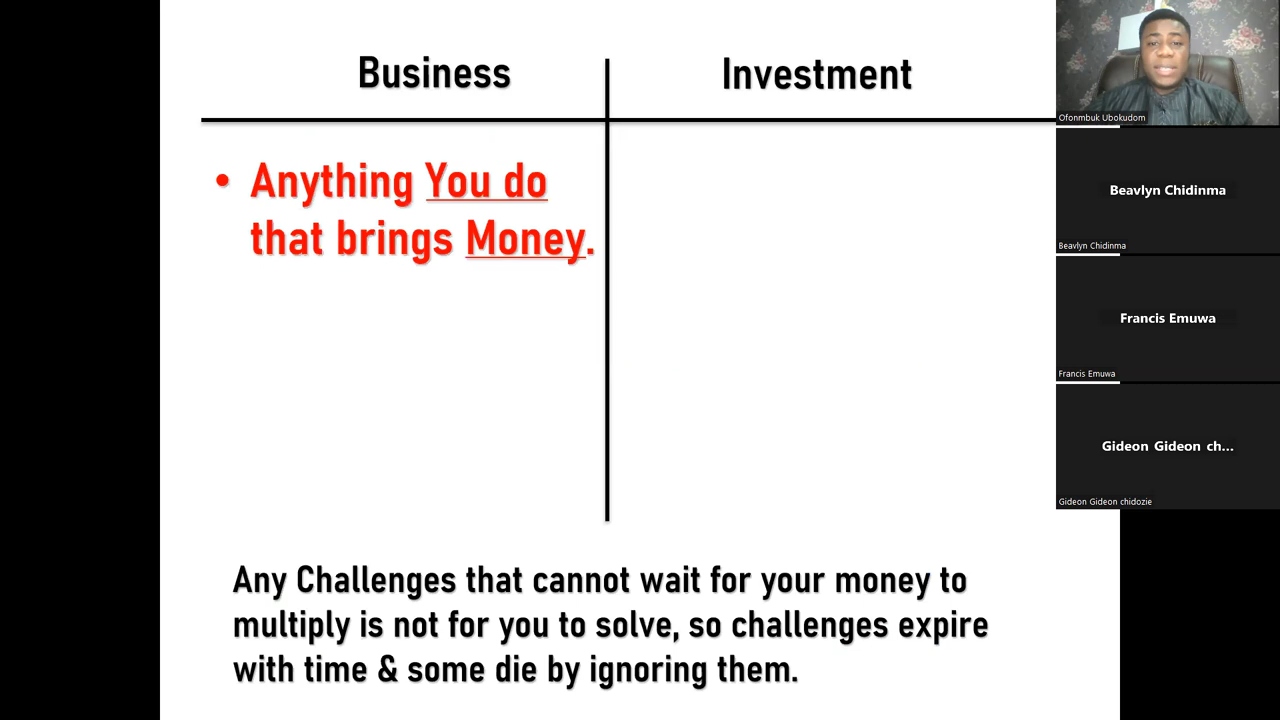 Business
Investment
• Anything You do
that brings Money.
Any Challenges that cannot wait for your money to
multiply is not for you to solve, so challenges expire
with time & some die by ignoring them.
Ofonmbuk Ubokudom
Beavlyn Chidinma
Beavlyn Chidinma
Francis Emuwa
Francis Emuwa
Gideon Gideon ch...
Gideon Gideon chidozie